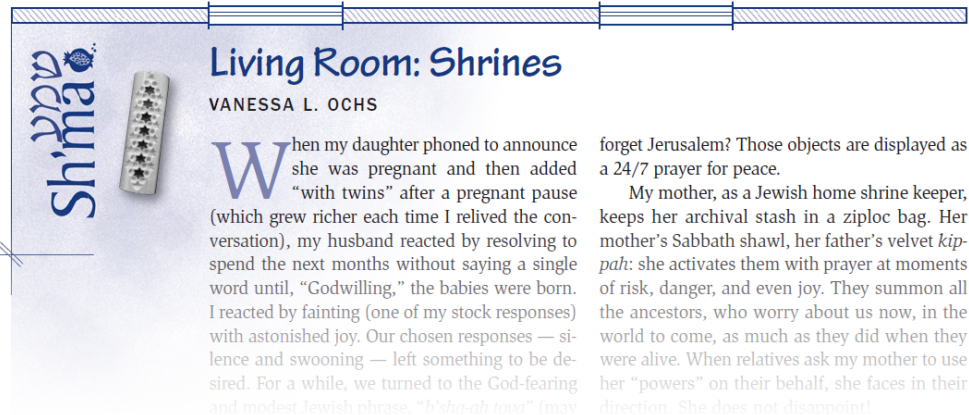 שמע
Sh'ma
Living Room: Shrines
VANESSA L. OCHS
When my daughter phoned to announce
she was pregnant and then added
“with twins” after a pregnant pause
(which grew richer each time I relived the con-
versation), my husband reacted by resolving to
spend the next months without saying a single
word until, “Godwilling,” the babies were born.
I reacted by fainting (one of my stock responses)
with astonished joy. Our chosen responses — si-
lence and swooning — left something to be de-
sired. For a while, we turned to the God-fearing
and modest Jewish phrase, “b’sha-ah tova” (may
forget Jerusalem? Those objects are displayed as
a 24/7 prayer for peace.
My mother, as a Jewish home shrine keeper,
keeps her archival stash in a ziploc bag. Her
mother’s Sabbath shawl, her father’s velvet kip-
pah: she activates them with prayer at moments
of risk, danger, and even joy. They summon all
the ancestors, who worry about us now, in the
world to come, as much as they did when they
were alive. When relatives ask my mother to use
her “powers” on their behalf, she faces in their
direction. She does not disappoint!